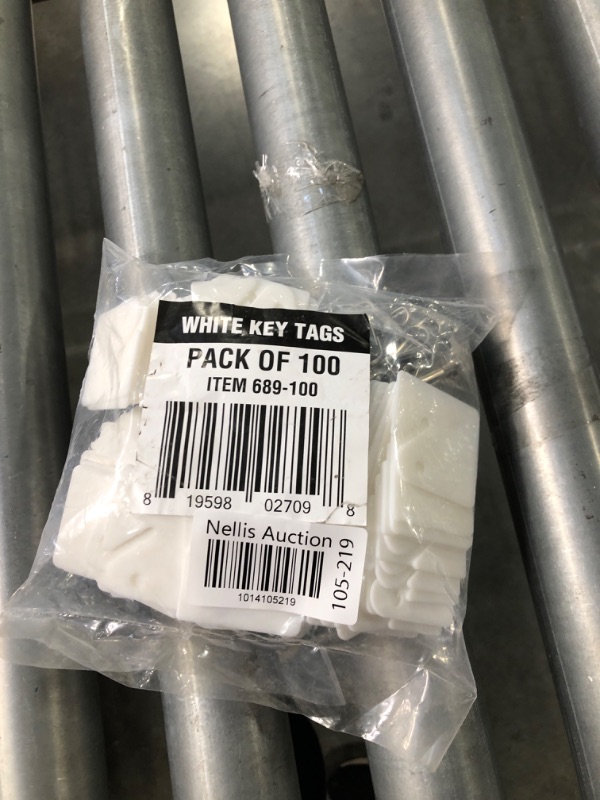 WHITE KEY TAGS
PACK OF 100
ITEM 689-100
8 19598 02709 8
Nellis Auction
1014105219
105-219